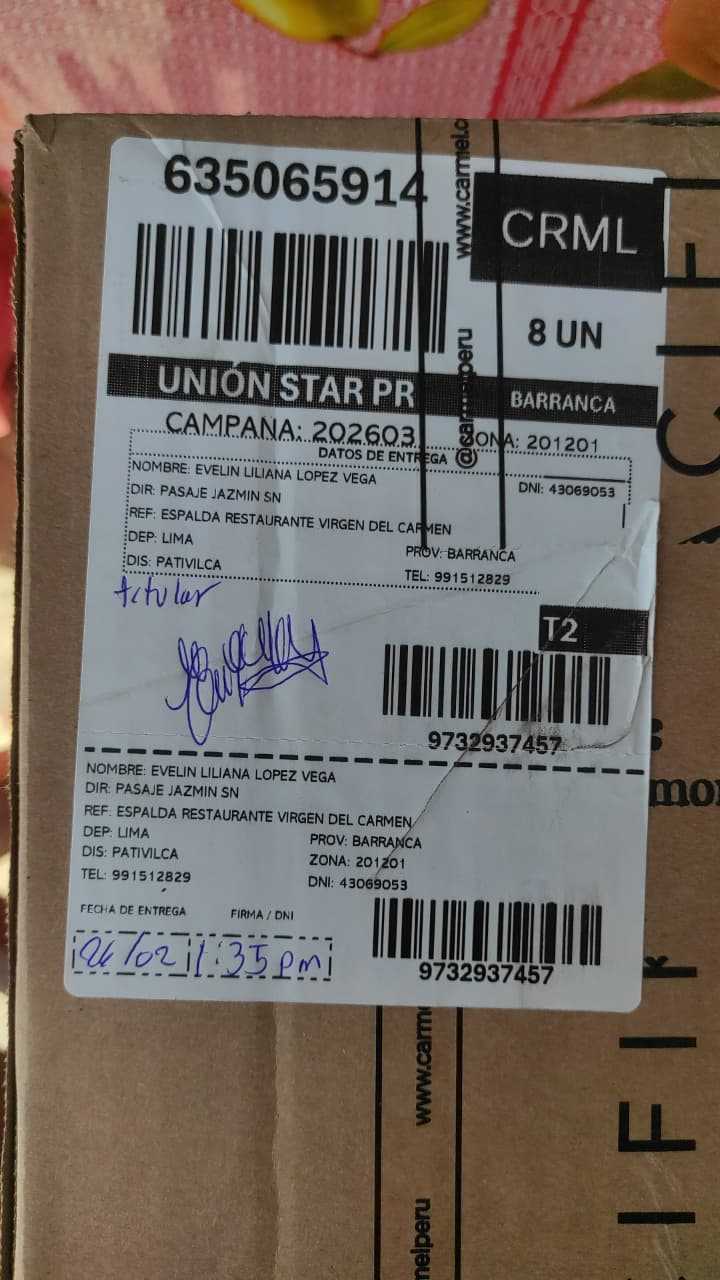 635065914
CRML
8 UN
UNIÓN STAR PR
BARRANCA
CAMPAÑA: 202603
ZONA: 201201
DATOS DE ENTREGA
NOMBRE: EVELIN LILIANA LOPEZ VEGA
DNI: 43069053
DIR: PASAJE JAZMIN SN
REF: ESPALDA RESTAURANTE VIRGEN DEL CARMEN
DEP: LIMA
PROV: BARRANCA
DIS: PATIVILCA
TEL: 991512829
titular
T2
9732937457
NOMBRE: EVELIN LILIANA LOPEZ VEGA
DIR: PASAJE JAZMIN SN
REF: ESPALDA RESTAURANTE VIRGEN DEL CARMEN
DEP: LIMA
PROV: BARRANCA
DIS: PATIVILCA
ZONA: 201201
TEL: 991512829
DNI: 43069053
FECHA DE ENTREGA
FIRMA / DNI
1:35 pm
9732937457
www.carmel.c
@carmelperu
www.carm
melperu
mor